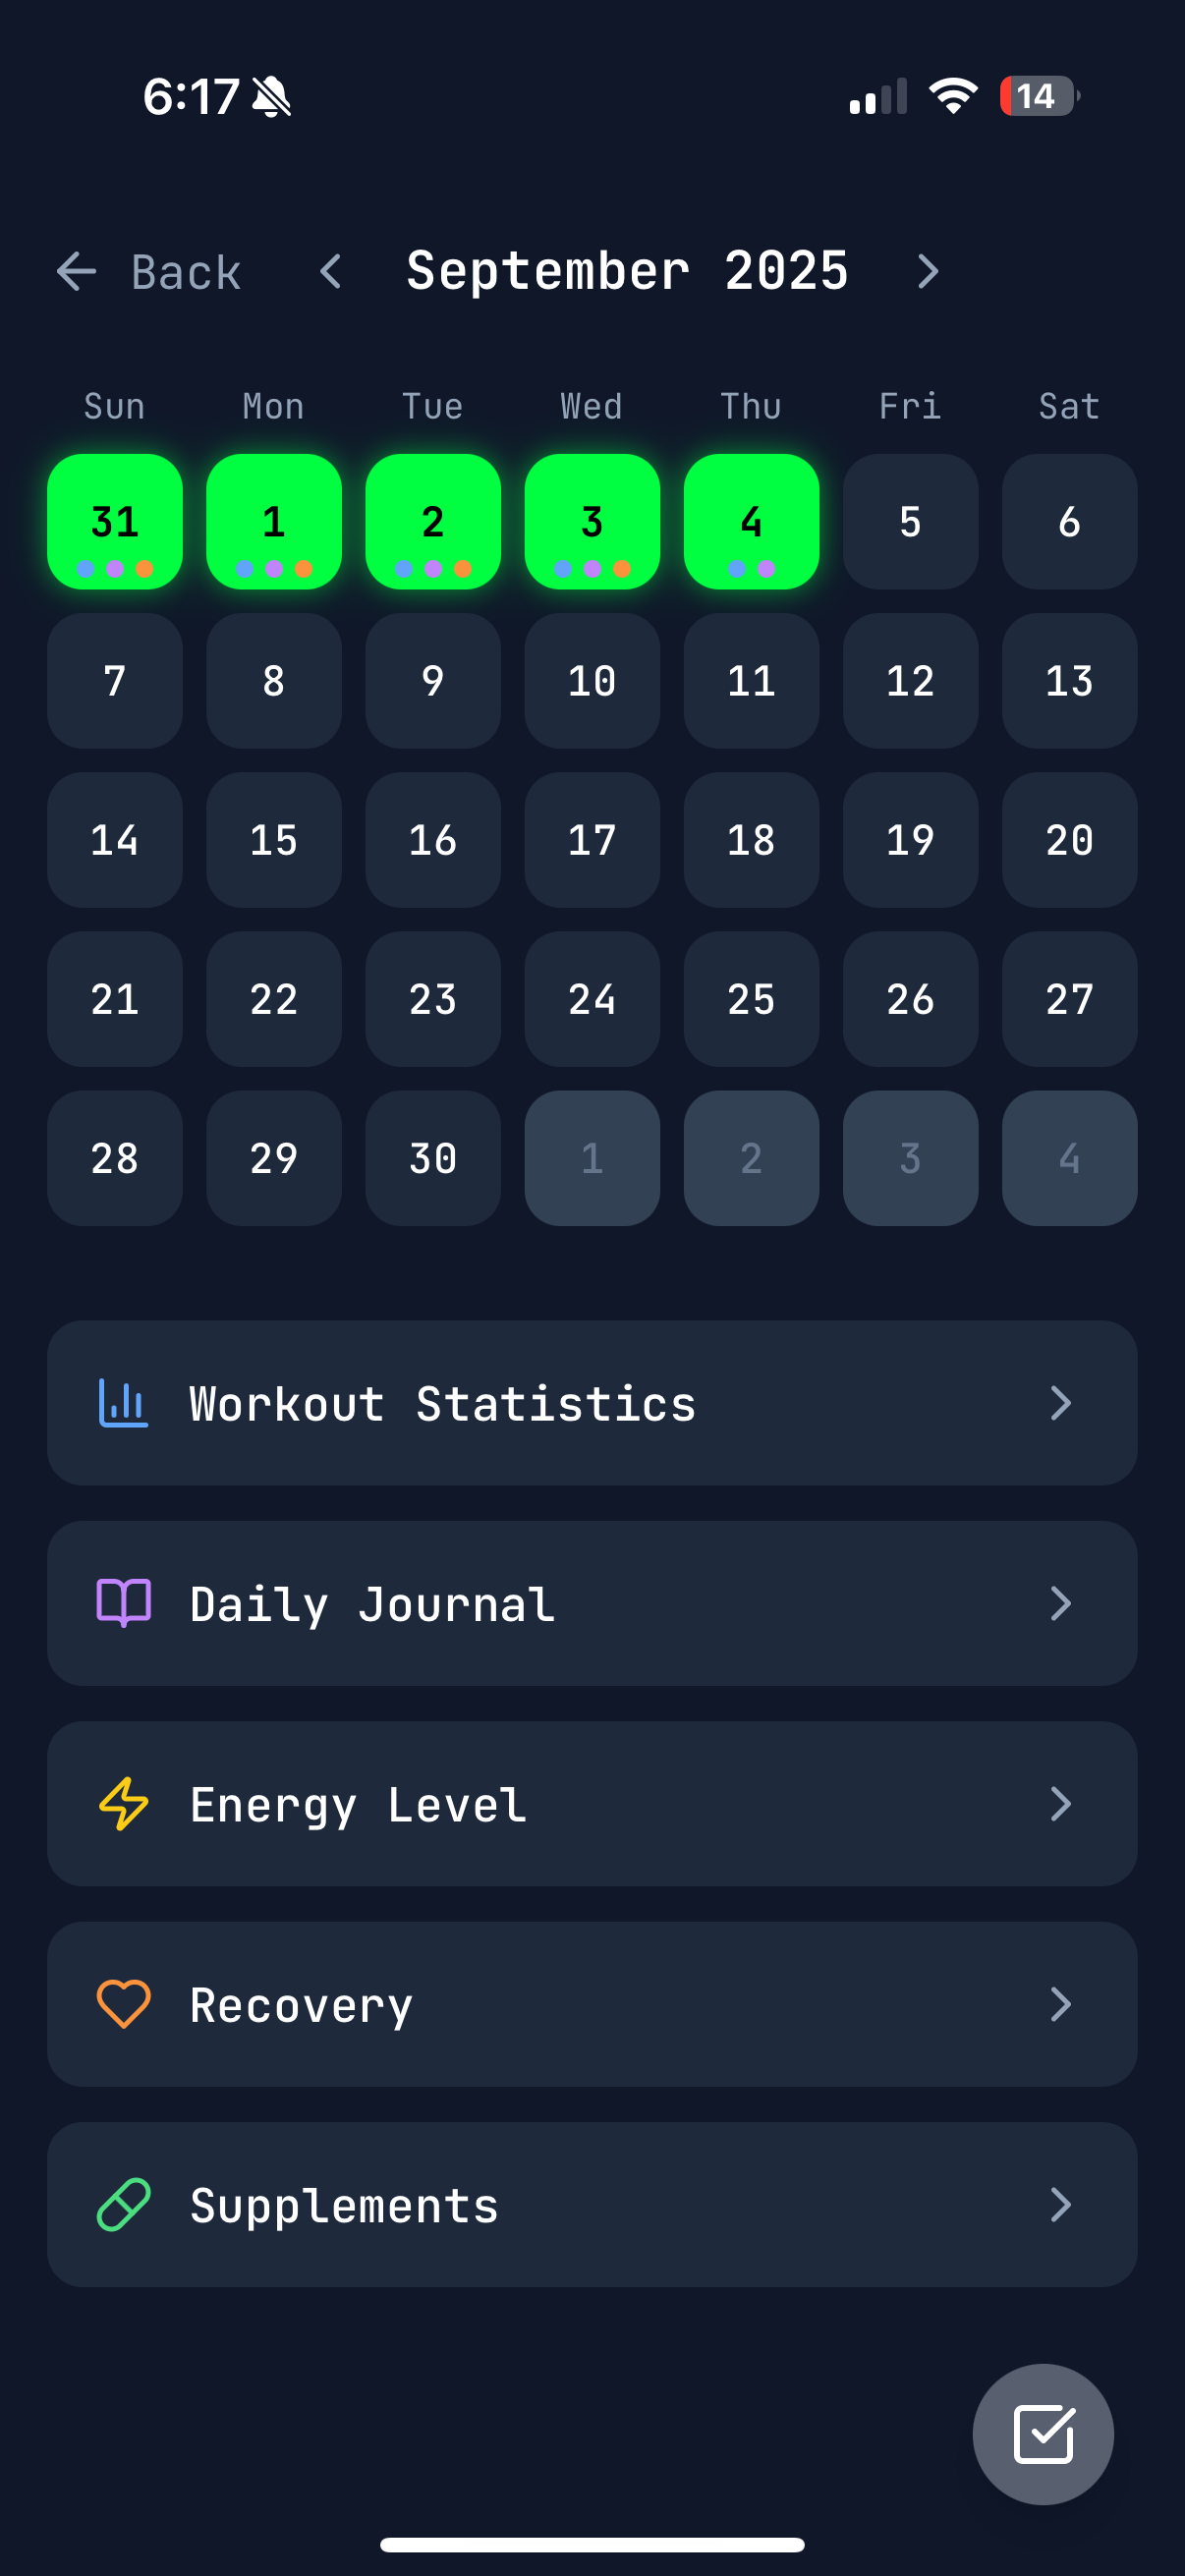 6:17 14
Back September 2025
Sun Mon Tue Wed Thu Fri Sat
31 1 2 3 4 5 6
7 8 9 10 11 12 13
14 15 16 17 18 19 20
21 22 23 24 25 26 27
28 29 30 1 2 3 4
Workout Statistics
Daily Journal
Energy Level
Recovery
Supplements